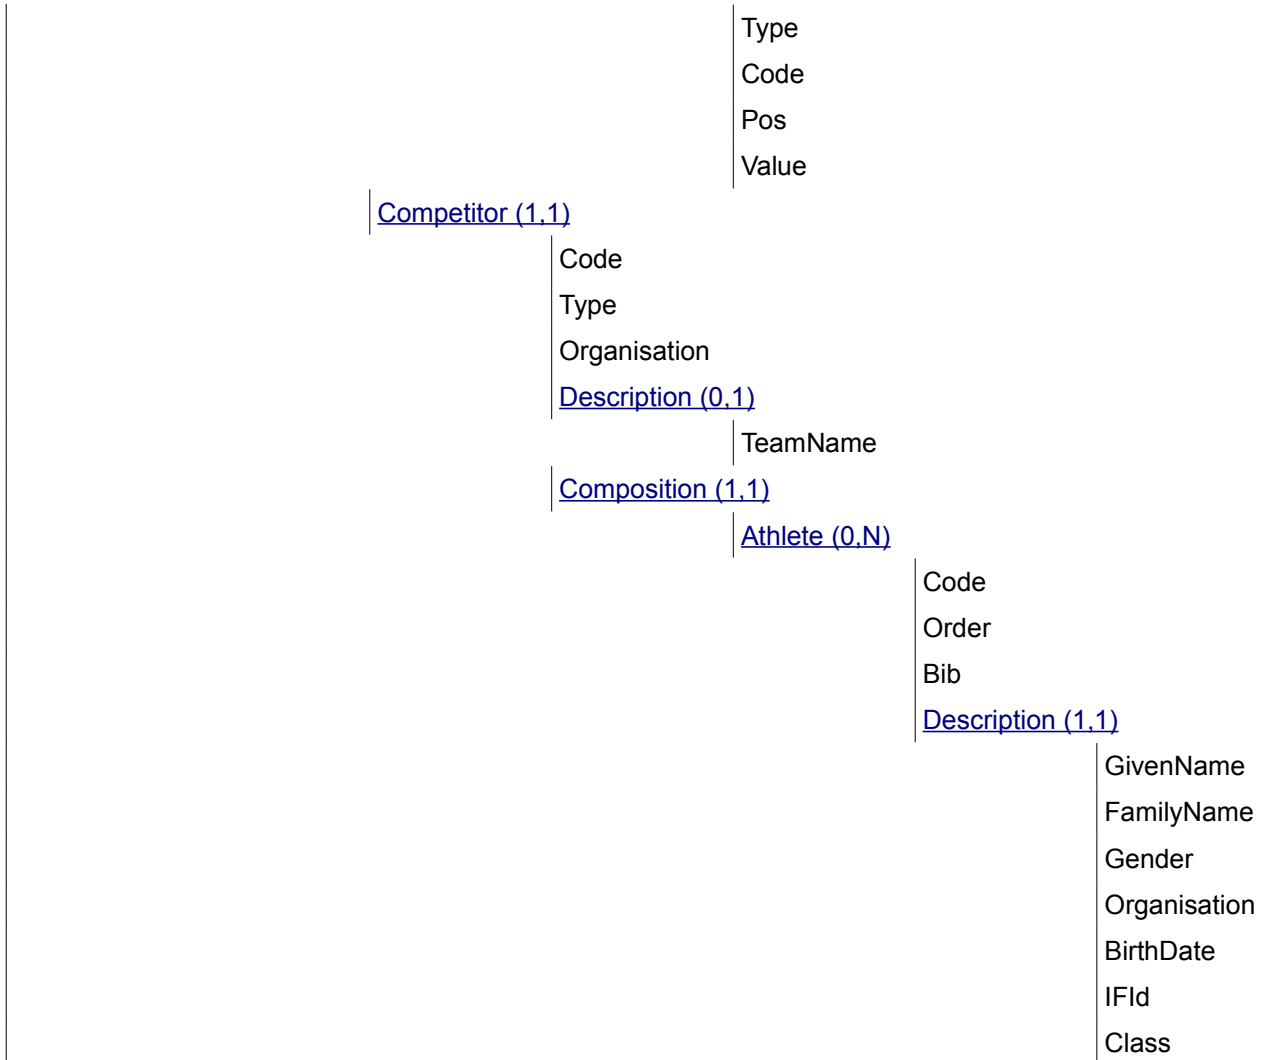 Type
Code
Pos
Value
Competitor (1,1)
Code
Type
Organisation
Description (0,1)
TeamName
Composition (1,1)
Athlete (0,N)
Code
Order
Bib
Description (1,1)
GivenName
FamilyName
Gender
Organisation
BirthDate
IFId
Class